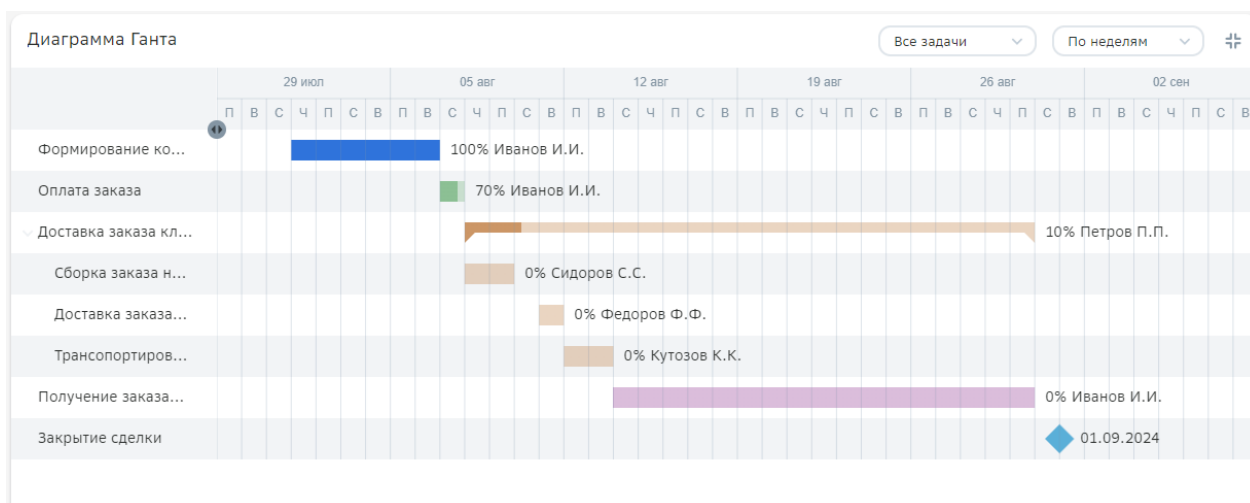 Диаграмма Ганта
Все задачи
По неделям
29 июл 05 авг 12 авг 19 авг 26 авг 02 сен
П В С Ч П С В П В С Ч П С В П В С Ч П С В П В С Ч П С В П В С Ч П С В П В С Ч П С В
Формирование ко... 100% Иванов И.И.
Оплата заказа 70% Иванов И.И.
Доставка заказа кл... 10% Петров П.П.
Сборка заказа н... 0% Сидоров С.С.
Доставка заказа... 0% Федоров Ф.Ф.
Трансопортиров... 0% Кутозов К.К.
Получение заказа... 0% Иванов И.И.
Закрытие сделки 01.09.2024